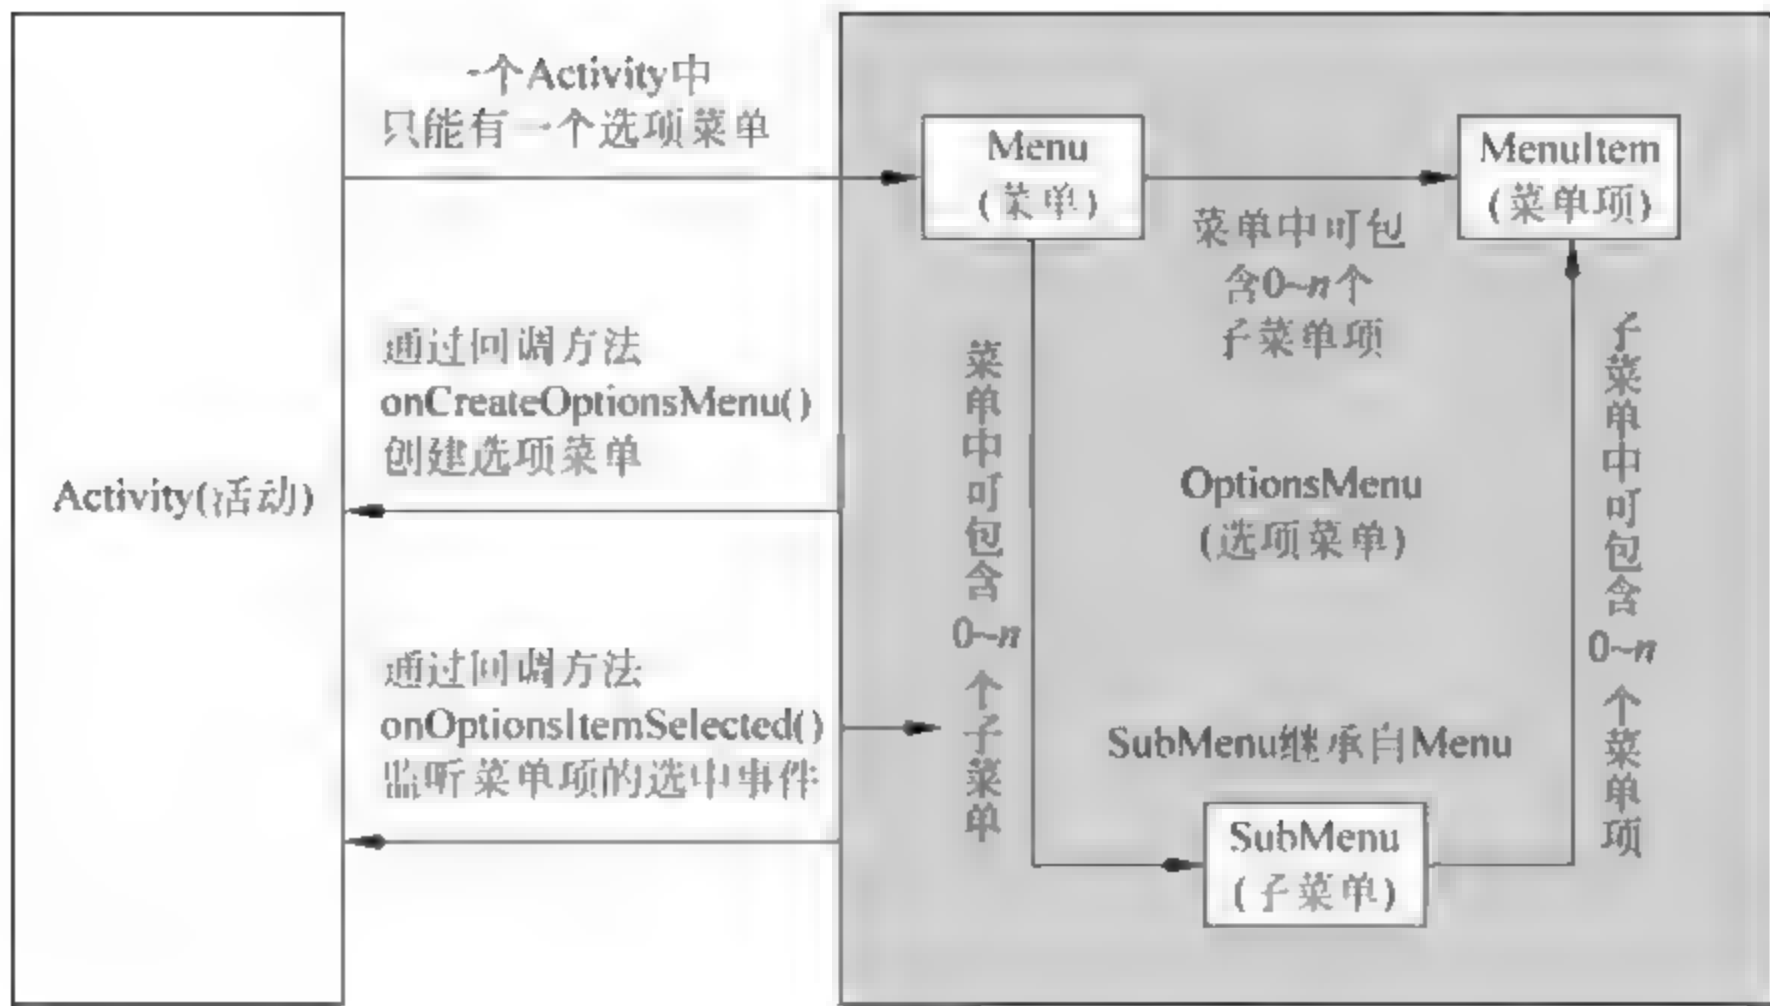 Activity(活动)
一个Activity中
只能有一个选项菜单
通过回调方法
onCreateOptionsMenu()
创建选项菜单
通过回调方法
onOptionsItemSelected()
监听菜单项的选中事件
Menu
(菜单)
菜单中可包
含0~n个
子菜单项
MenuItem
(菜单项)
菜单中可包含0~n个子菜单
OptionsMenu
(选项菜单)
子菜单中可包含0~n个菜单项
SubMenu继承自Menu
SubMenu
(子菜单)